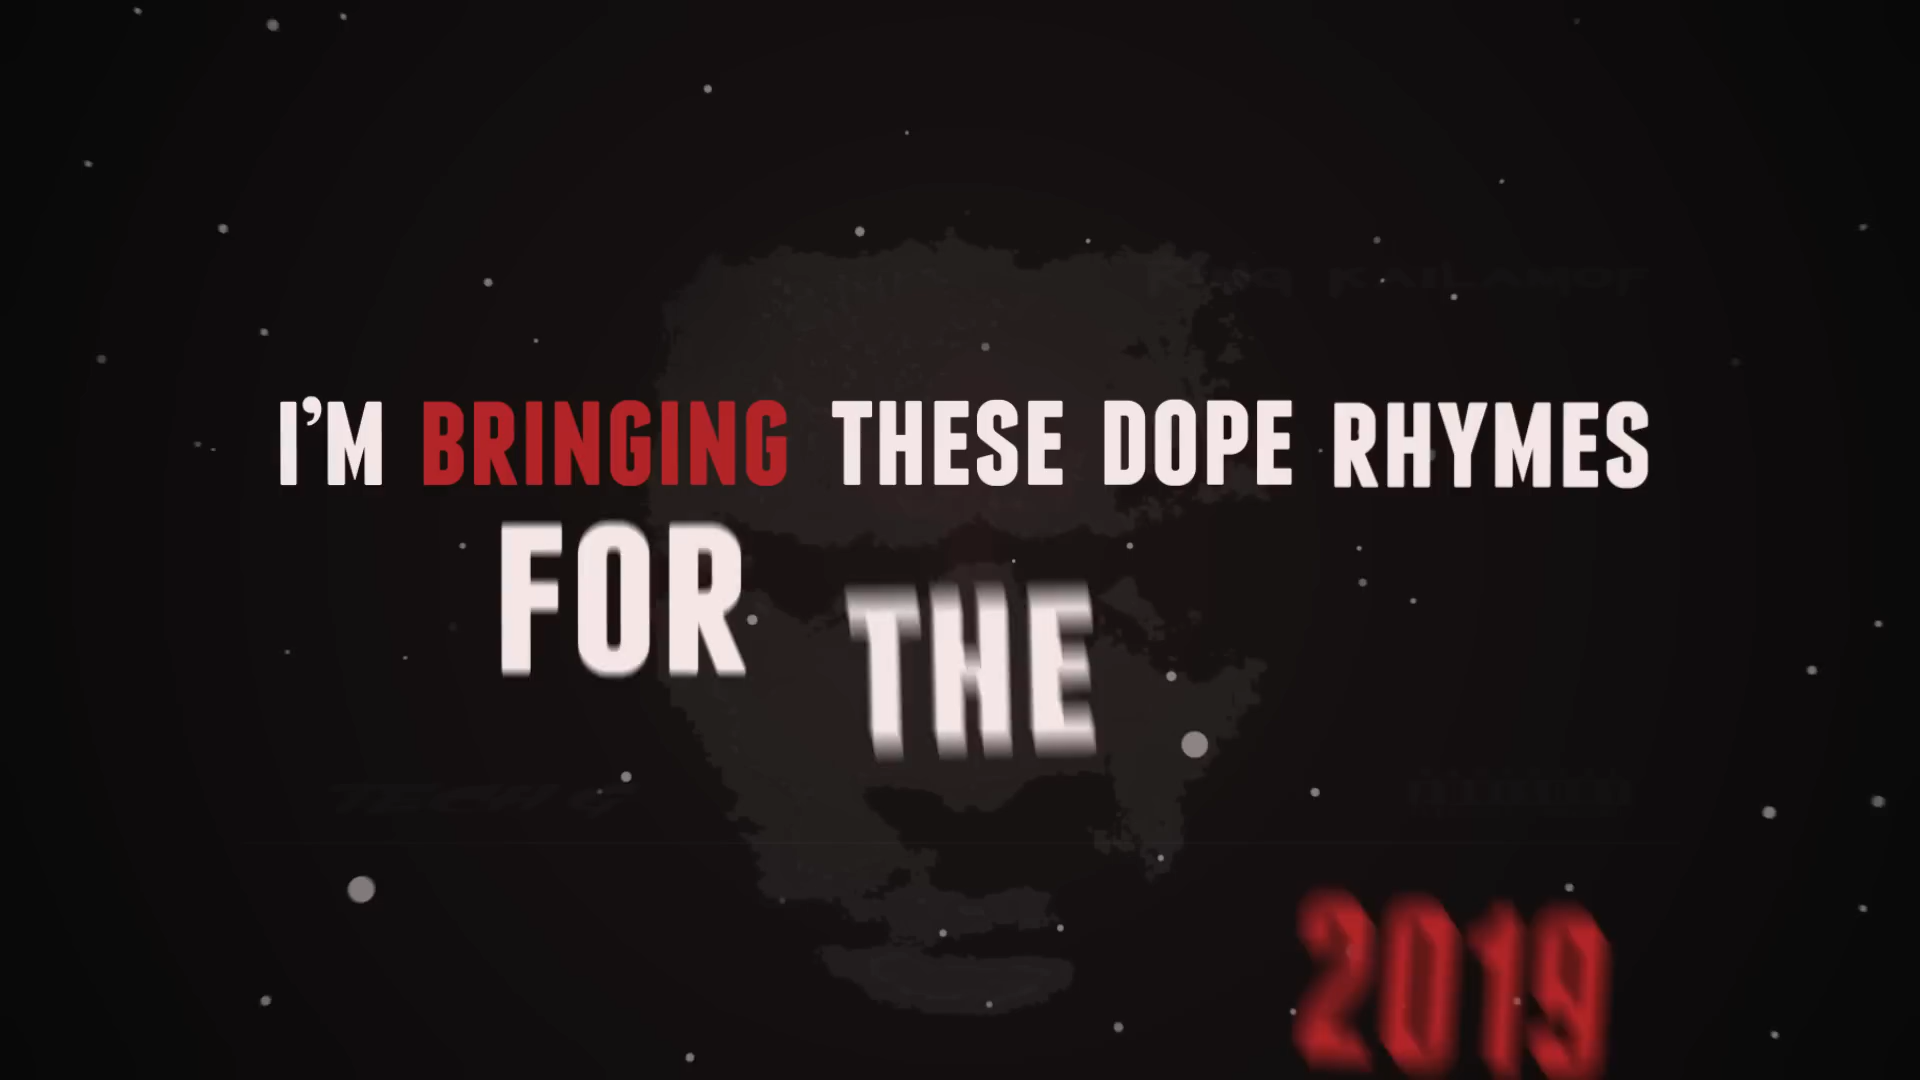 I'M BRINGING THESE DOPE RHYMES
FOR THE
2019